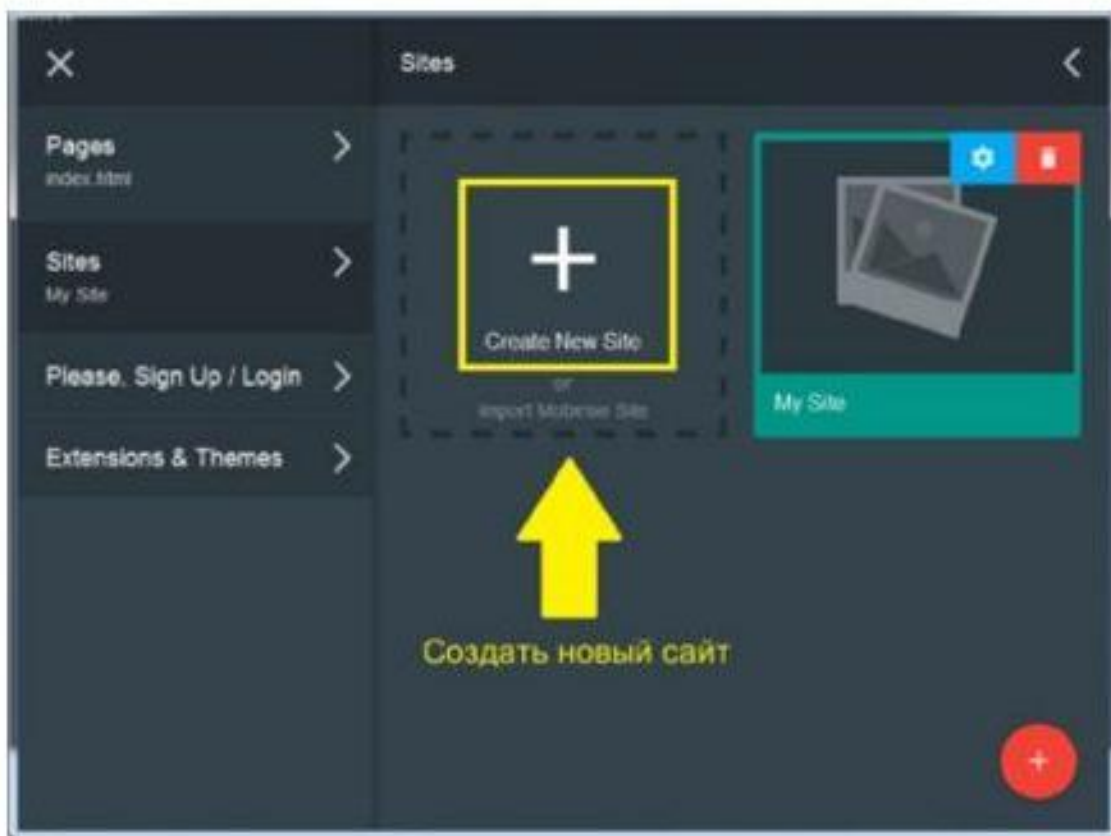 Sites
Pages
index.html
Sites
My Site
Please, Sign Up / Login
Extensions & Themes
Create New Site
or
Import Mobirise Site
My Site
Создать новый сайт